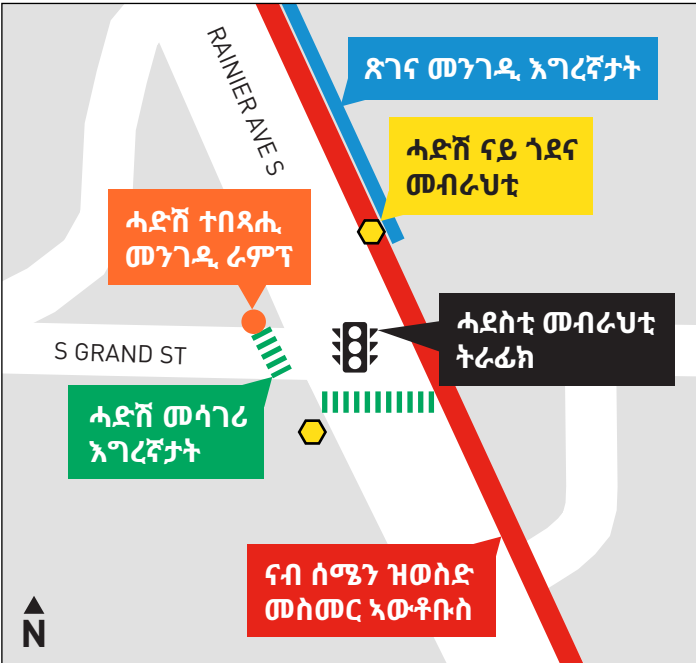 RAINIER AVE S
ጽገና መንገዲ እግረኛታት
ሓድሽ ናይ ጎደና
መብራህቲ
ሓድሽ ተበጻሒ
መንገዲ ራምፕ
ሓደስቲ መብራህቲ
ትራፊክ
S GRAND ST
ሓድሽ መሳገሪ
እግረኛታት
ናብ ሰሜን ዝወስድ
መስመር ኣውቶቡስ
N